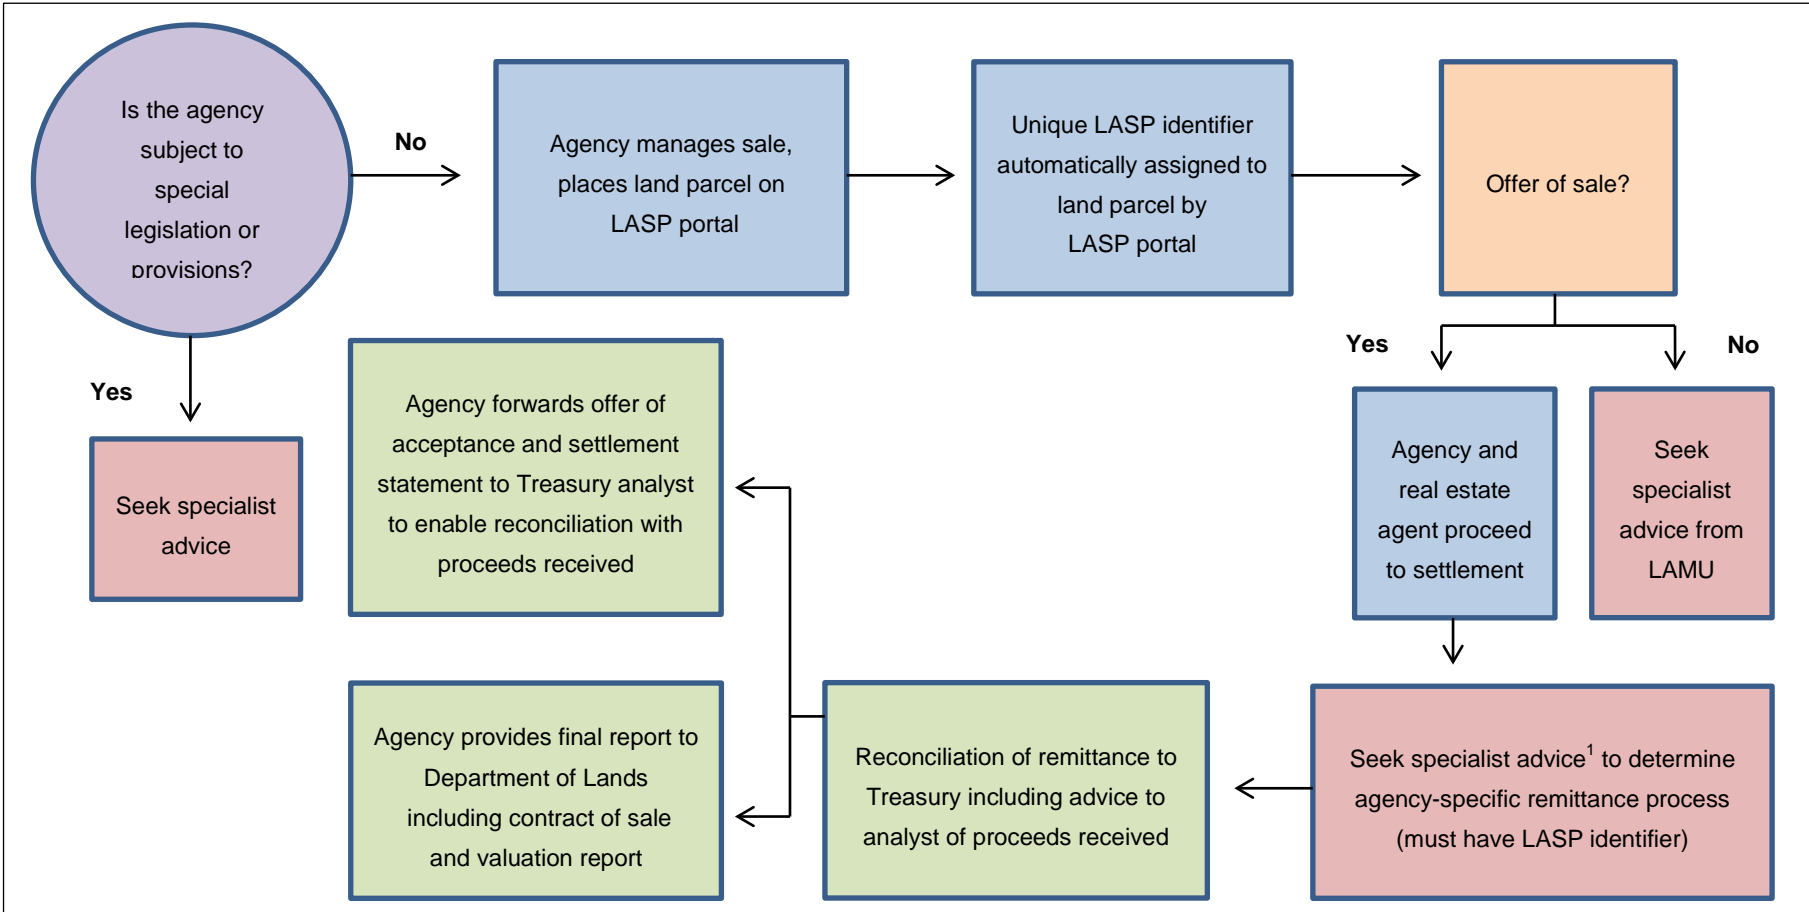 Is the agency
subject to
special
legislation or
provisions?
No
Agency manages sale,
places land parcel on
LASP portal
Unique LASP identifier
automatically assigned to
land parcel by
LASP portal
Offer of sale?
Yes
No
Yes
Seek specialist
advice
Agency forwards offer of
acceptance and settlement
statement to Treasury analyst
to enable reconciliation with
proceeds received
Agency and
real estate
agent proceed
to settlement
Seek
specialist
advice from
LAMU
Agency provides final report to
Department of Lands
including contract of sale
and valuation report
Reconciliation of remittance to
Treasury including advice to
analyst of proceeds received
Seek specialist advice¹ to determine
agency-specific remittance process
(must have LASP identifier)